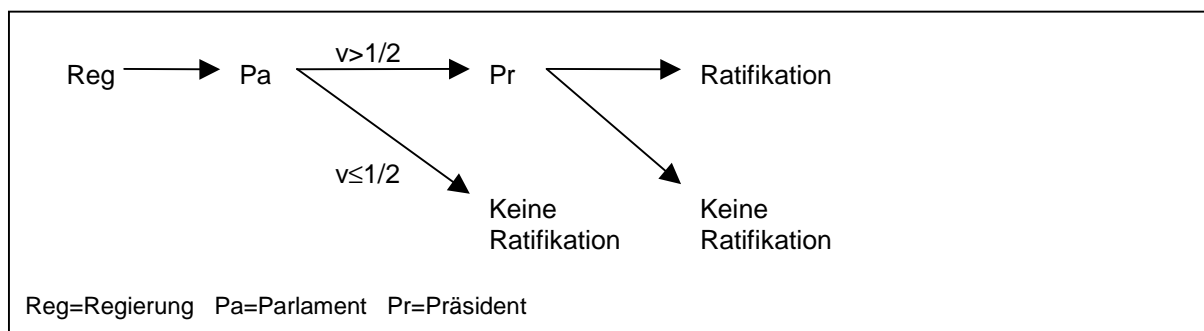 v>1/2
Reg Pa Pr Ratifikation
v≤1/2
Keine Keine
Ratifikation Ratifikation
Reg=Regierung Pa=Parlament Pr=Präsident